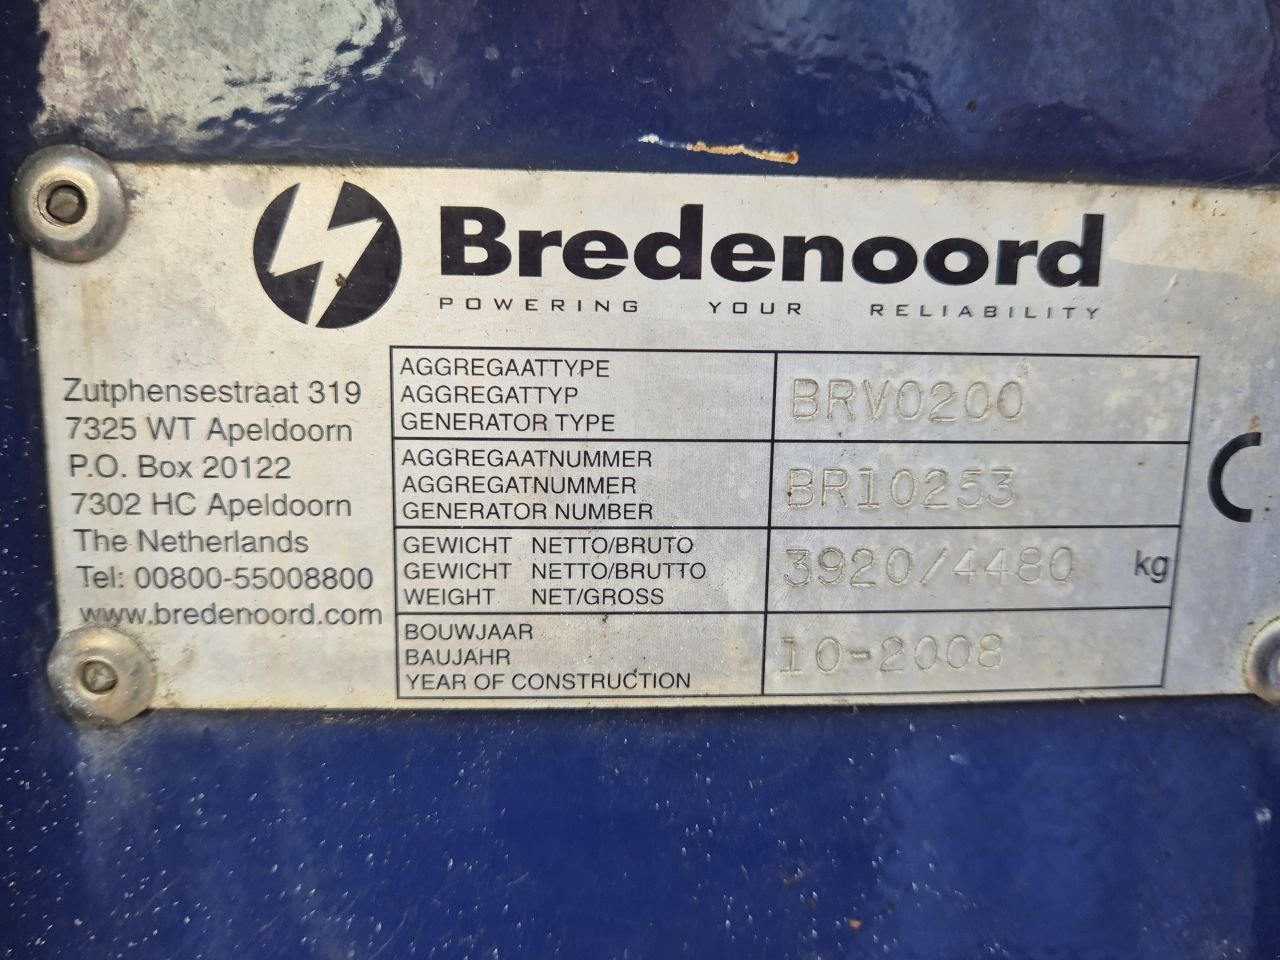 Bredenoord
POWERING YOUR RELIABILITY
Zutphensestraat 319
7325 WT Apeldoorn
P.O. Box 20122
7302 HC Apeldoorn
The Netherlands
Tel: 00800-55008800
www.bredenoord.com
AGGREGAATTYPE
AGGREGATTYP
GENERATOR TYPE
BRV0200
AGGREGAATNUMMER
AGGREGATNUMMER
GENERATOR NUMBER
BR10253
GEWICHT NETTO/BRUTO
GEWICHT NETTO/BRUTTO
WEIGHT NET/GROSS
3920/4480 kg
BOUWJAAR
BAUJAHR
YEAR OF CONSTRUCTION
10-2008